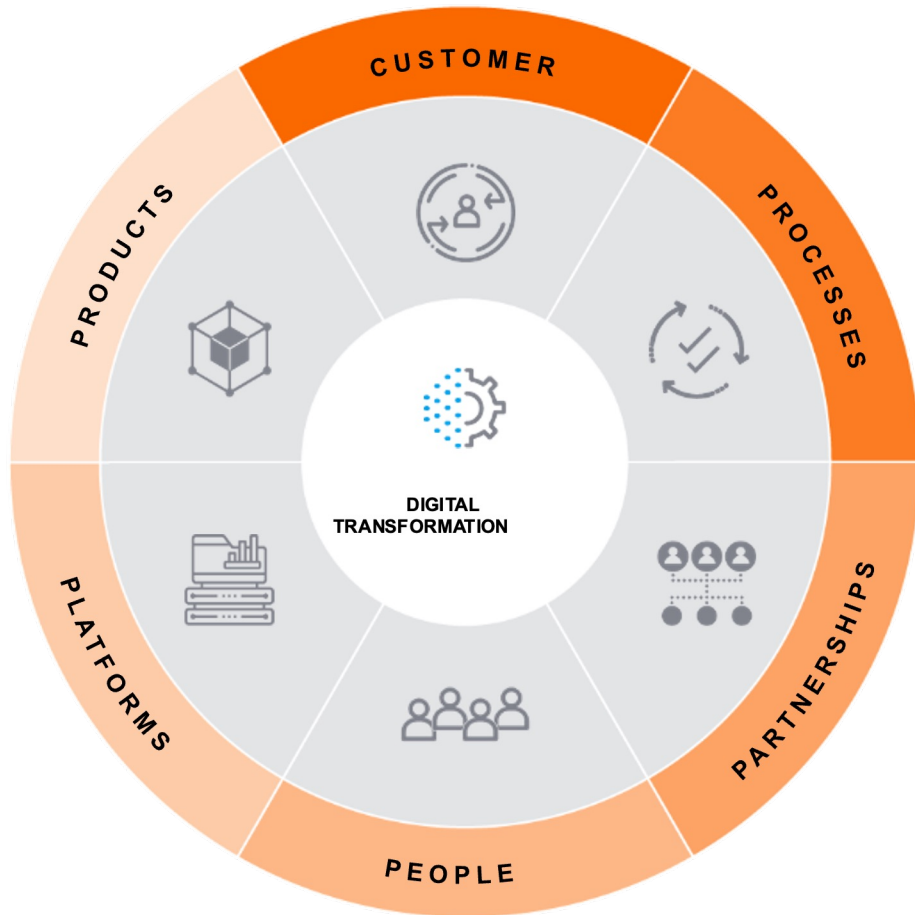 CUSTOMER
PROCESSES
PARTNERSHIPS
PEOPLE
PLATFORMS
PRODUCTS
DIGITAL
TRANSFORMATION